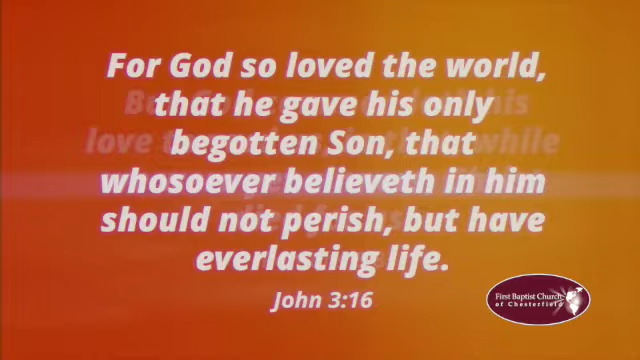 For God so loved the world,
that he gave his only
begotten Son, that
whosoever believeth in him
should not perish, but have
everlasting life.
John 3:16
First Baptist Church
of Chesterfield